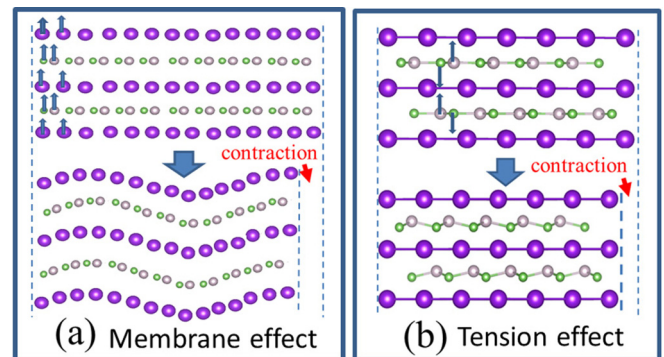 contraction
(a) Membrane effect
contraction
(b) Tension effect